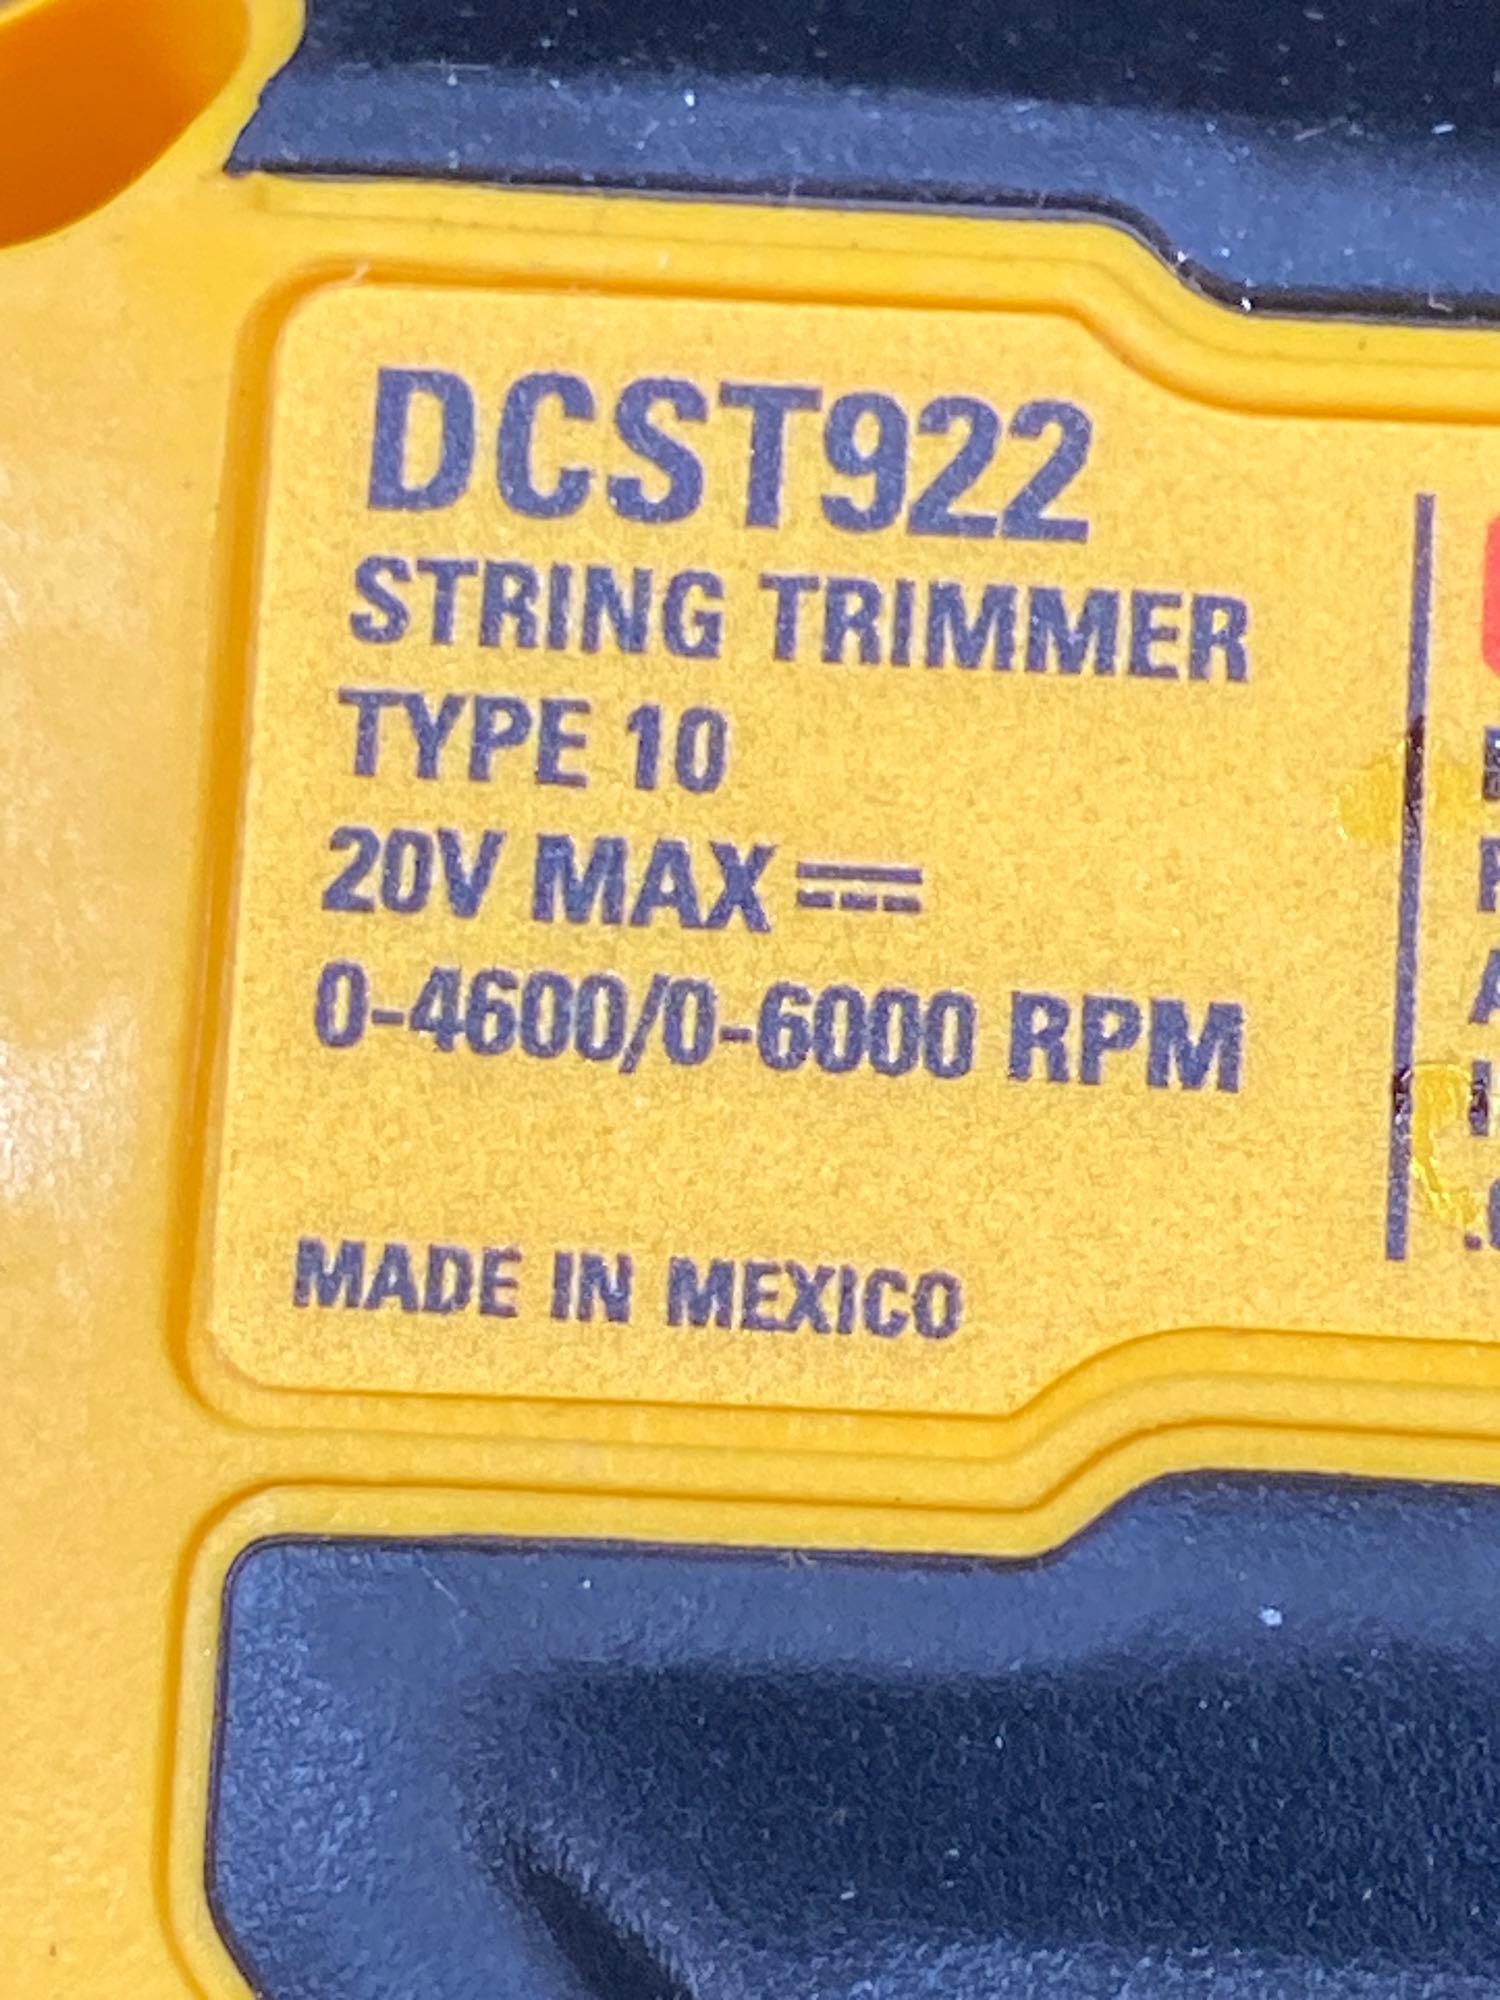 DCST922
STRING TRIMMER
TYPE 10
20V MAX ⎓
0-4600/0-6000 RPM
MADE IN MEXICO